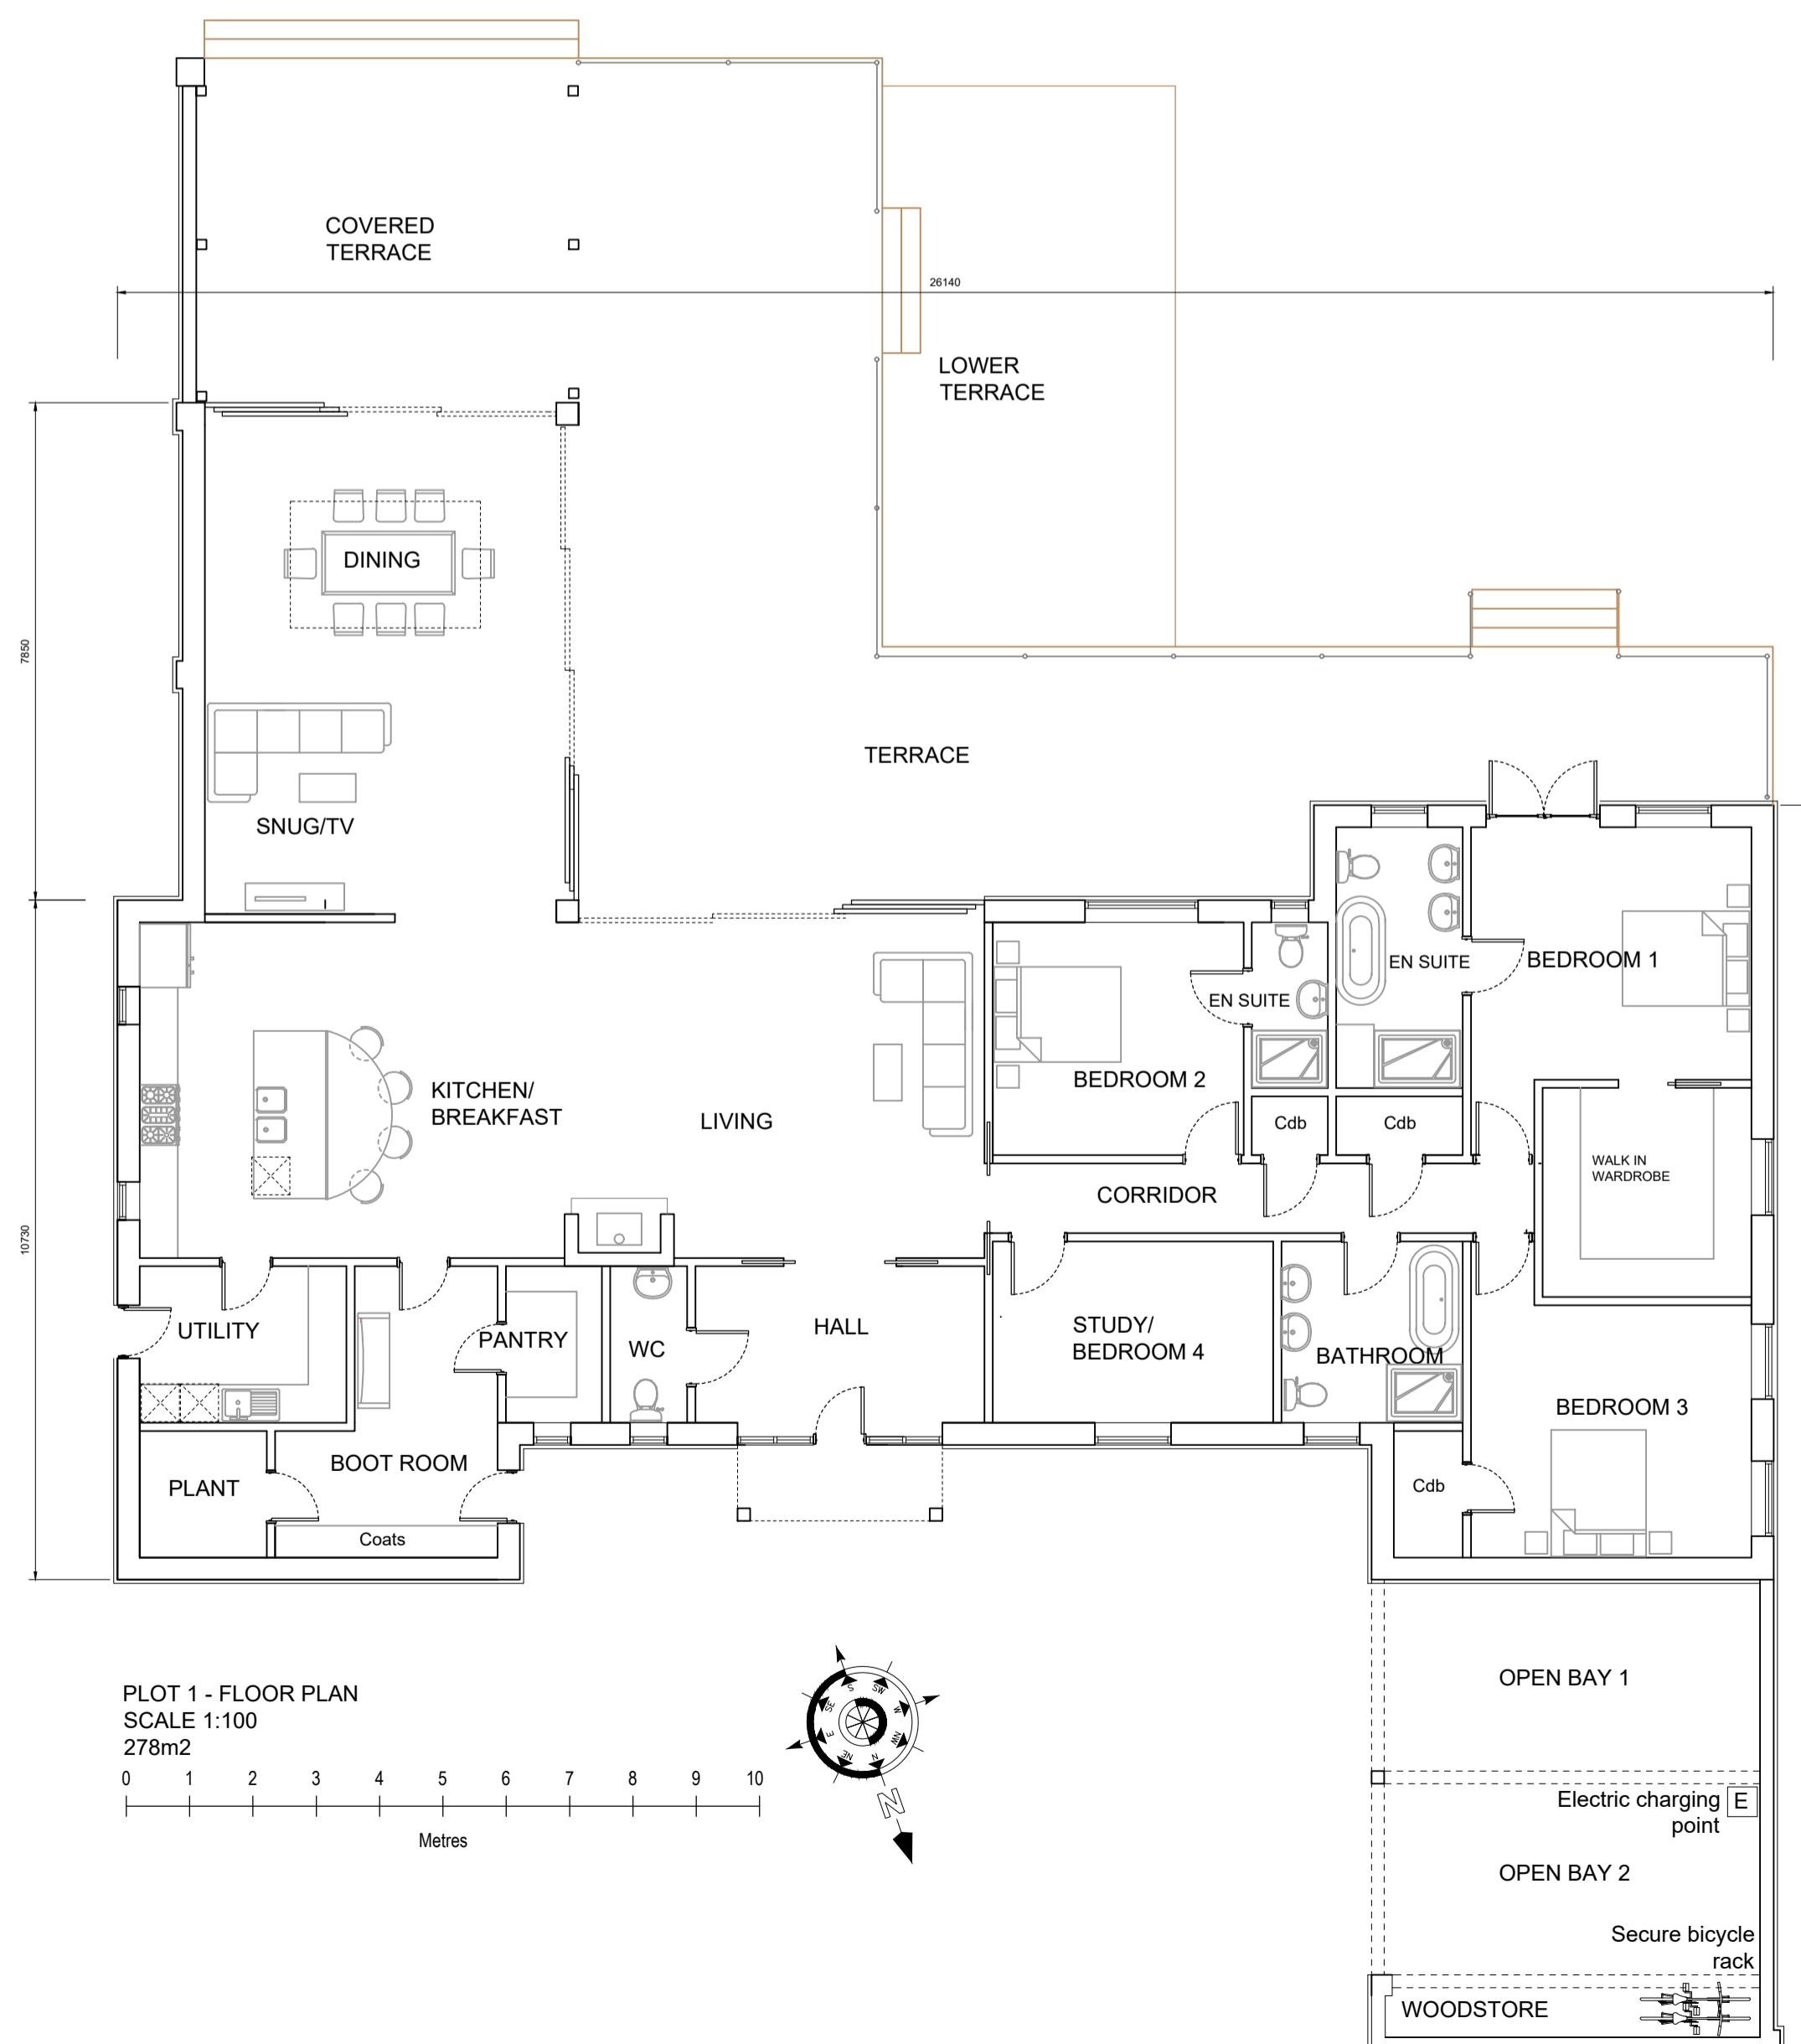 COVERED
TERRACE
26140
LOWER
TERRACE
DINING
7850
TERRACE
SNUG/TV
EN SUITE
BEDROOM 1
EN SUITE
KITCHEN/
BREAKFAST
BEDROOM 2
LIVING
Cdb
Cdb
WALK IN
WARDROBE
CORRIDOR
10730
UTILITY
PANTRY
WC
HALL
STUDY/
BEDROOM 4
BATHROOM
BEDROOM 3
BOOT ROOM
PLANT
Cdb
Coats
PLOT 1 - FLOOR PLAN
SCALE 1:100
278m2
0 1 2 3 4 5 6 7 8 9 10
Metres
S
SW
W
NW
N
NE
E
SE
N
OPEN BAY 1
Electric charging
point
E
OPEN BAY 2
Secure bicycle
rack
WOODSTORE